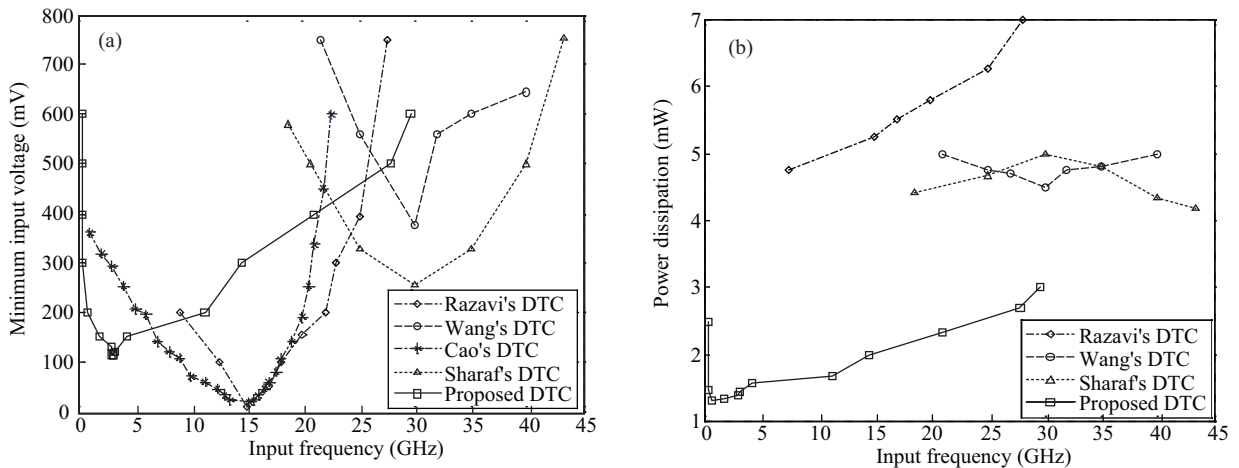 (a)
Minimum input voltage (mV)
800
700
600
500
400
300
200
100
0
0
5
10
15
20
25
30
35
40
45
Input frequency (GHz)
Razavi's DTC
Wang's DTC
Cao's DTC
Sharaf's DTC
Proposed DTC
(b)
Power dissipation (mW)
7
6
5
4
3
2
1
0
5
10
15
20
25
30
35
40
45
Input frequency (GHz)
Razavi's DTC
Wang's DTC
Sharaf's DTC
Proposed DTC